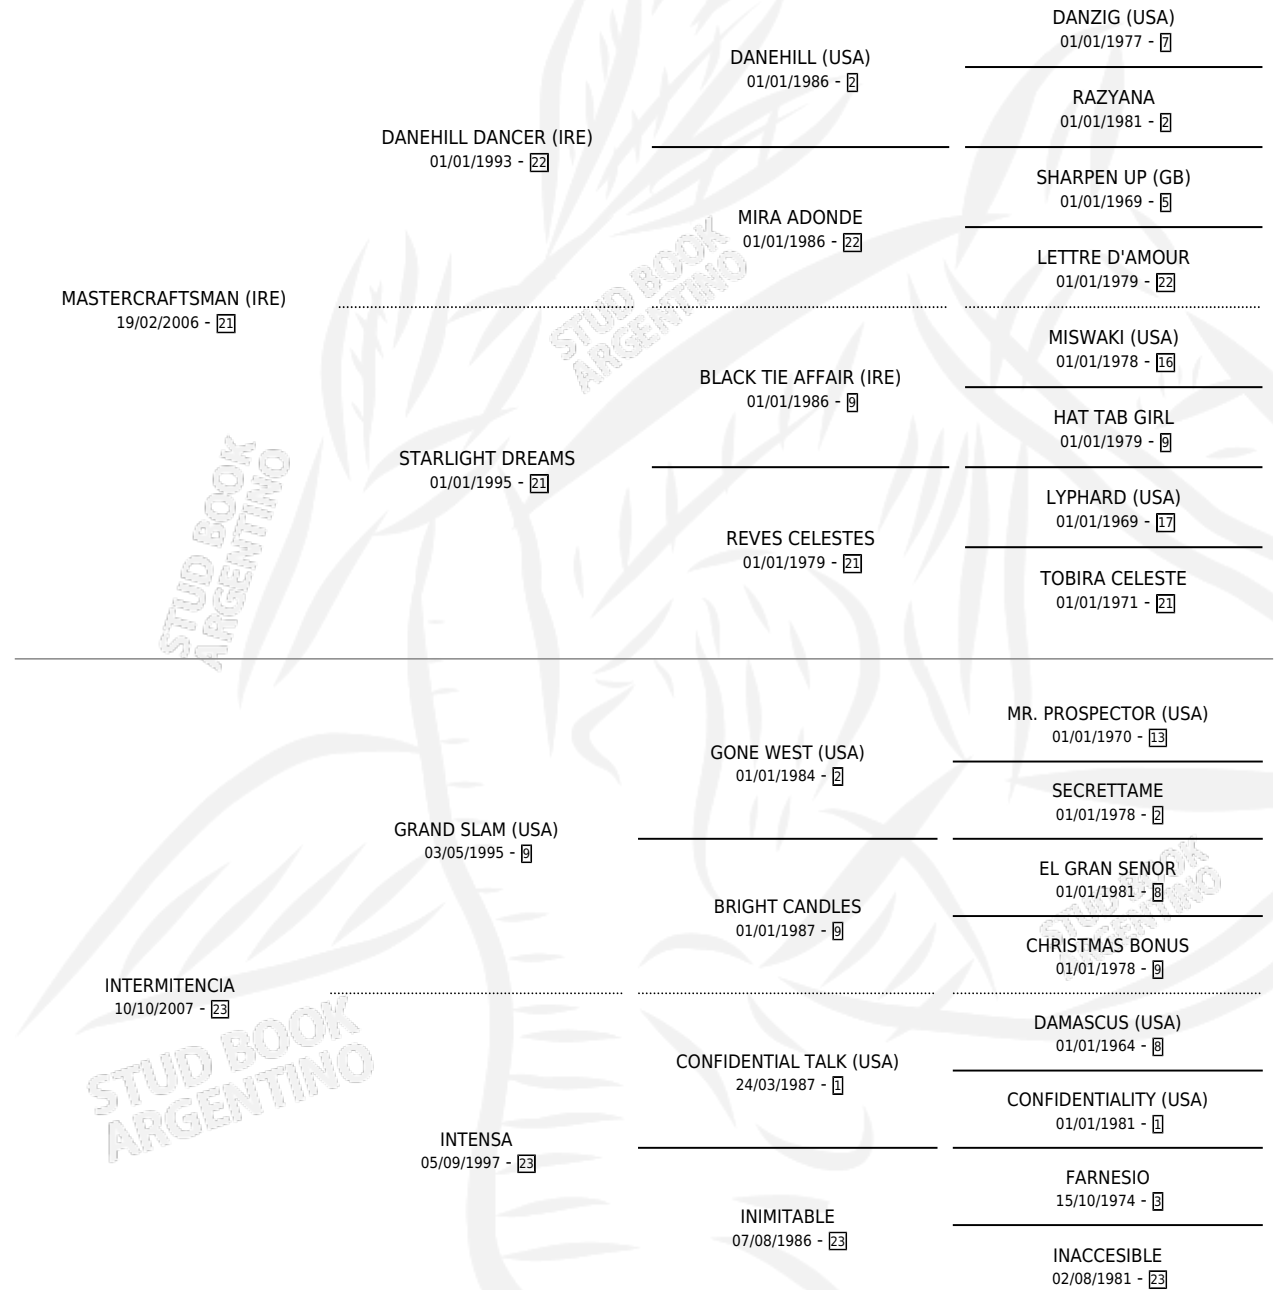 DANZIG (USA)
01/01/1977 - 7
DANEHILL (USA)
01/01/1986 - 2
RAZYANA
01/01/1981 - 2
DANEHILL DANCER (IRE)
01/01/1993 - 22
SHARPEN UP (GB)
01/01/1969 - 5
MIRA ADONDE
01/01/1986 - 22
LETTRE D'AMOUR
01/01/1979 - 22
MASTERCRAFTSMAN (IRE)
19/02/2006 - 21
MISWAKI (USA)
01/01/1978 - 16
BLACK TIE AFFAIR (IRE)
01/01/1986 - 9
HAT TAB GIRL
01/01/1979 - 9
STARLIGHT DREAMS
01/01/1995 - 21
LYPHARD (USA)
01/01/1969 - 17
REVES CELESTES
01/01/1979 - 21
TOBIRA CELESTE
01/01/1971 - 21
MR. PROSPECTOR (USA)
01/01/1970 - 13
GONE WEST (USA)
01/01/1984 - 2
SECRETTAME
01/01/1978 - 2
GRAND SLAM (USA)
03/05/1995 - 9
EL GRAN SENOR
01/01/1981 - 8
BRIGHT CANDLES
01/01/1987 - 9
CHRISTMAS BONUS
01/01/1978 - 9
INTERMITENCIA
10/10/2007 - 23
DAMASCUS (USA)
01/01/1964 - 8
CONFIDENTIAL TALK (USA)
24/03/1987 - 1
CONFIDENTIALITY (USA)
01/01/1981 - 1
INTENSA
05/09/1997 - 23
FARNESIO
15/10/1974 - 3
INIMITABLE
07/08/1986 - 23
INACCESIBLE
02/08/1981 - 23
STUD BOOK
ARGENTINO
STUD BOOK
ARGENTINO
STUD BOOK
ARGENTINO
STUD BOOK
ARGENTINO